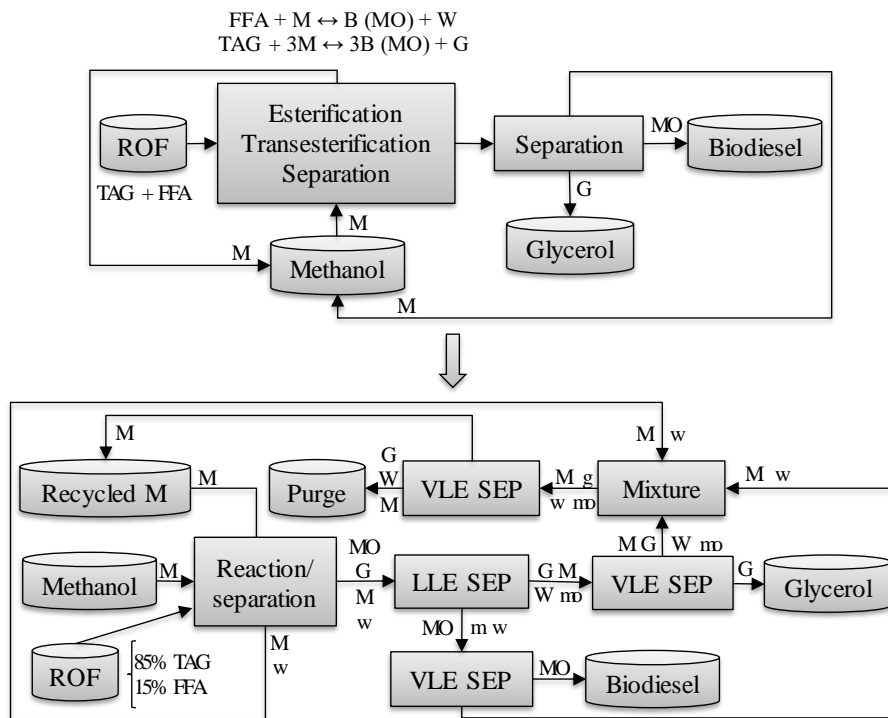 FFA + M ↔ B (MO) + W
TAG + 3M ↔ 3B (MO) + G
Esterification
Transesterification
Separation
ROF
TAG + FFA
Separation
MO
Biodiesel
G
Glycerol
M
M
Methanol
M
M
M w
G
W
M
Recycled M
M
Purge
VLE SEP
M g
w mo
Mixture
M w
MO
G
M
w
M G W mo
Methanol
M
Reaction/
separation
LLE SEP
G M
W mo
VLE SEP
G
Glycerol
M
w
MO m w
ROF
85% TAG
15% FFA
VLE SEP
MO
Biodiesel